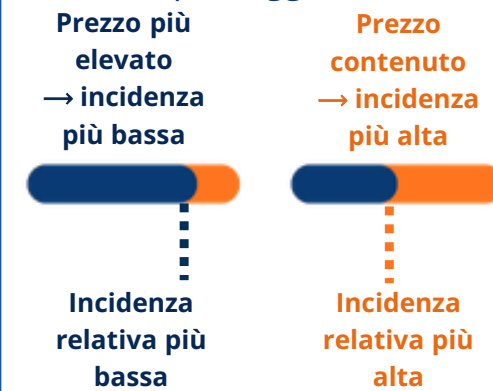 Prezzo più
elevato
→ incidenza
più bassa
Prezzo
contenuto
→ incidenza
più alta
Incidenza
relativa più
bassa
Incidenza
relativa più
alta